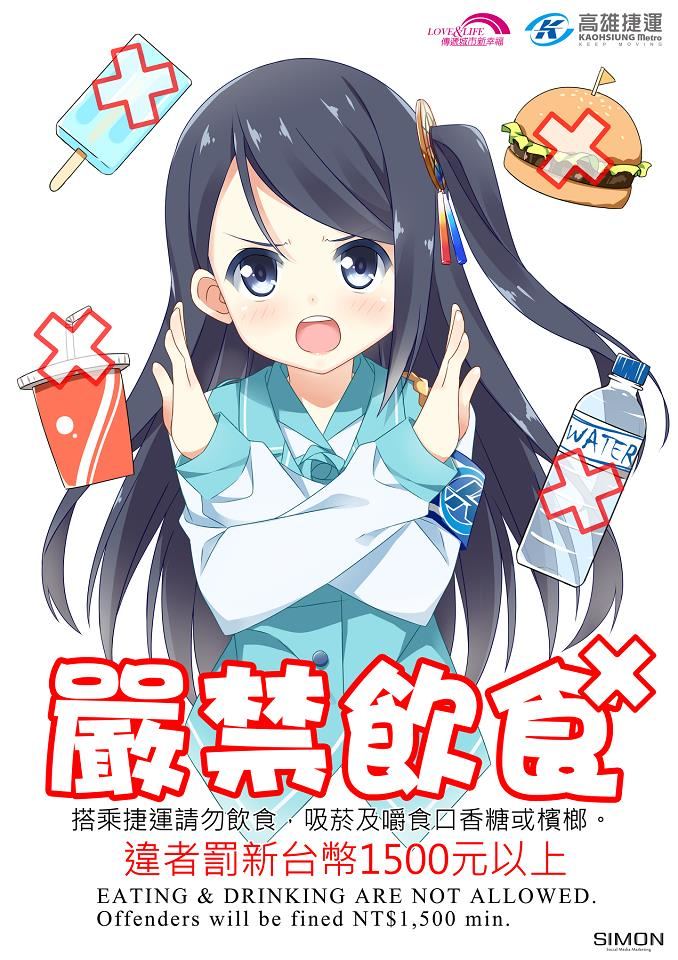 LOVE&LIFE
傳遞城市新幸福
高雄捷運
KAOHSIUNG Metro
KEEP MOVING
WATER
嚴禁飲食
搭乘捷運請勿飲食，吸菸及嚼食口香糖或檳榔。
違者罰新台幣1500元以上
EATING & DRINKING ARE NOT ALLOWED.
Offenders will be fined NT$1,500 min.
SIMON
Social Media Marketing